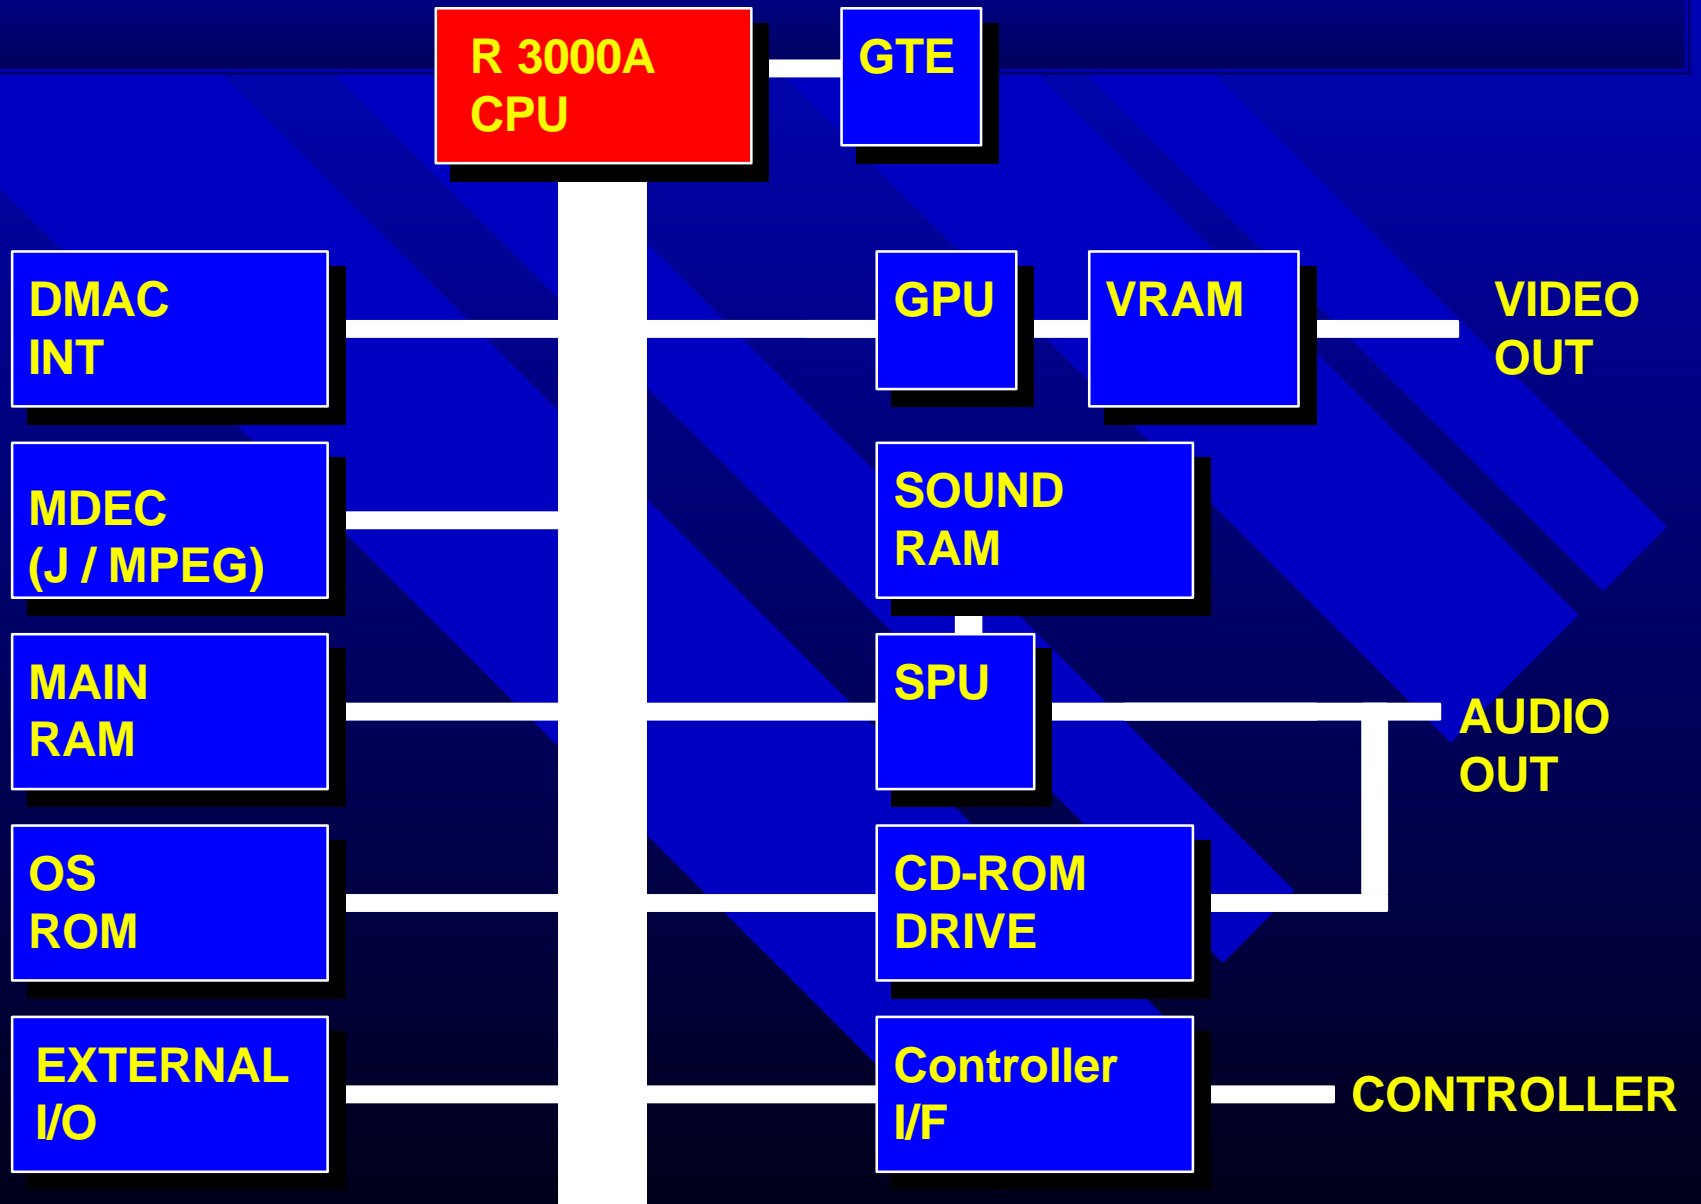 R 3000A
CPU
GTE
DMAC
INT
GPU
VRAM
VIDEO
OUT
MDEC
(J / MPEG)
SOUND
RAM
MAIN
RAM
SPU
AUDIO
OUT
OS
ROM
CD-ROM
DRIVE
EXTERNAL
I/O
Controller
I/F
CONTROLLER